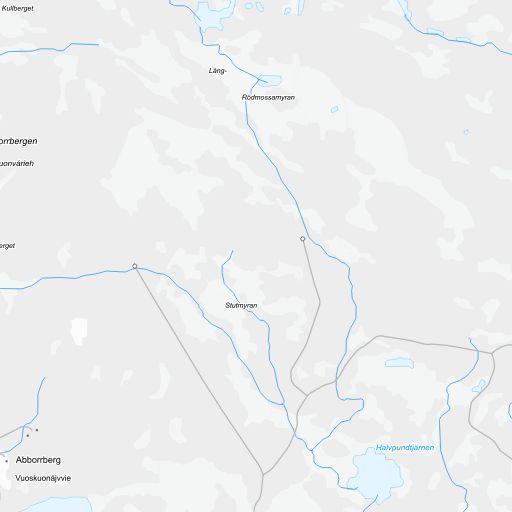 Kullberget
Lång-
Rödmossamyran
orrbergen
uonvárieh
erget
Stutmyran
Halvpundtjärnen
Abborrberg
Vuoskuonájvvie